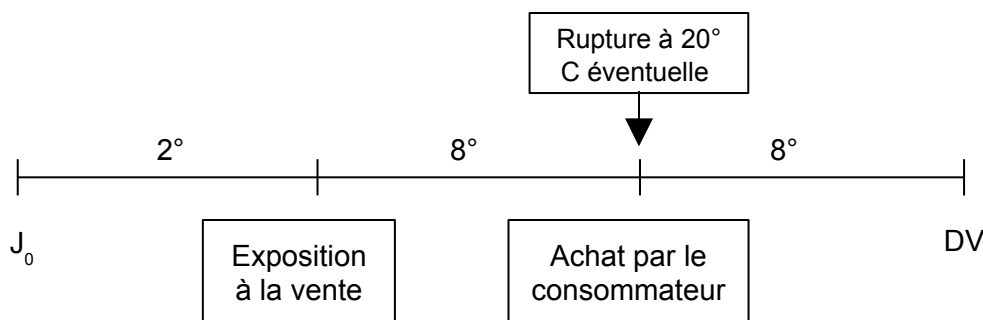 Rupture à 20°
C éventuelle
2°
8°
8°
J₀
Exposition
à la vente
Achat par le
consommateur
DV